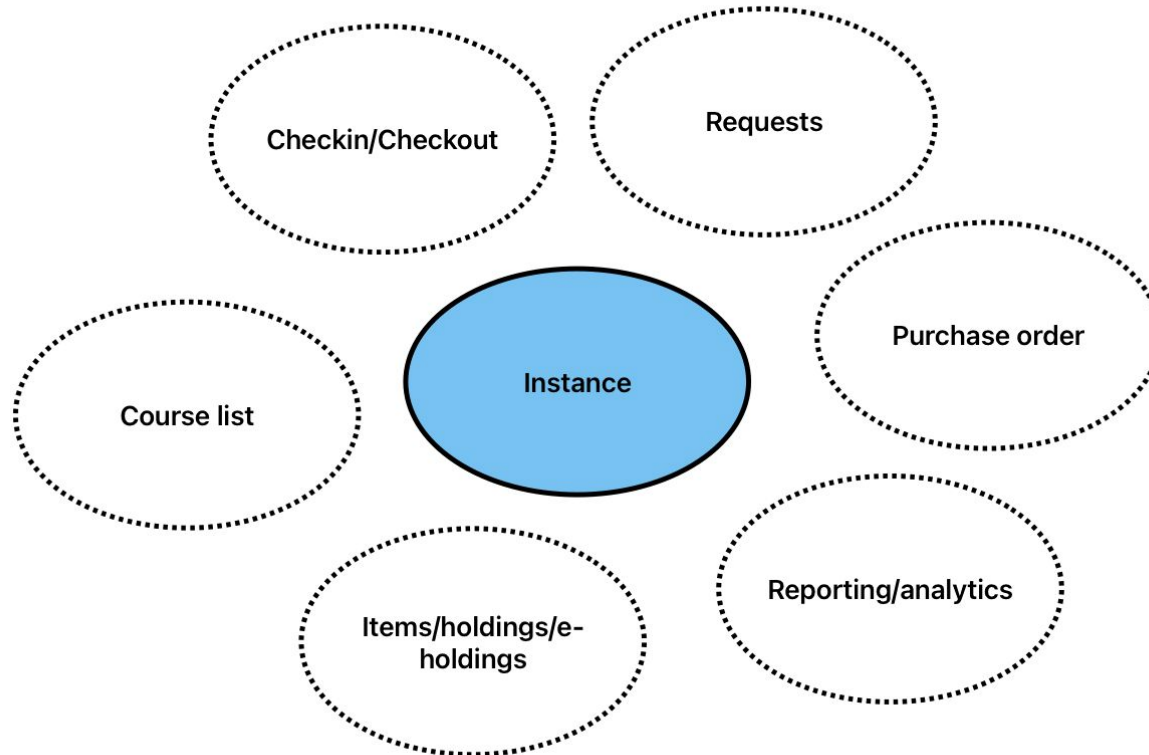 Requests
Checkin/Checkout
Purchase order
Instance
Course list
Reporting/analytics
Items/holdings/e-
holdings